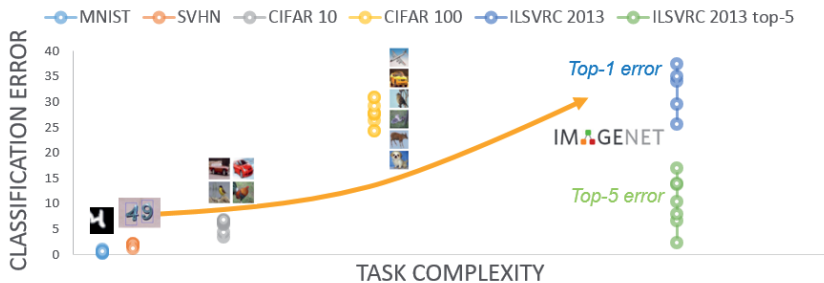 MNIST SVHN CIFAR 10 CIFAR 100 ILSVRC 2013 ILSVRC 2013 top-5
CLASSIFICATION ERROR
40
35
30
25
20
15
10
5
0
49
Top-1 error
IMAGENET
Top-5 error
TASK COMPLEXITY